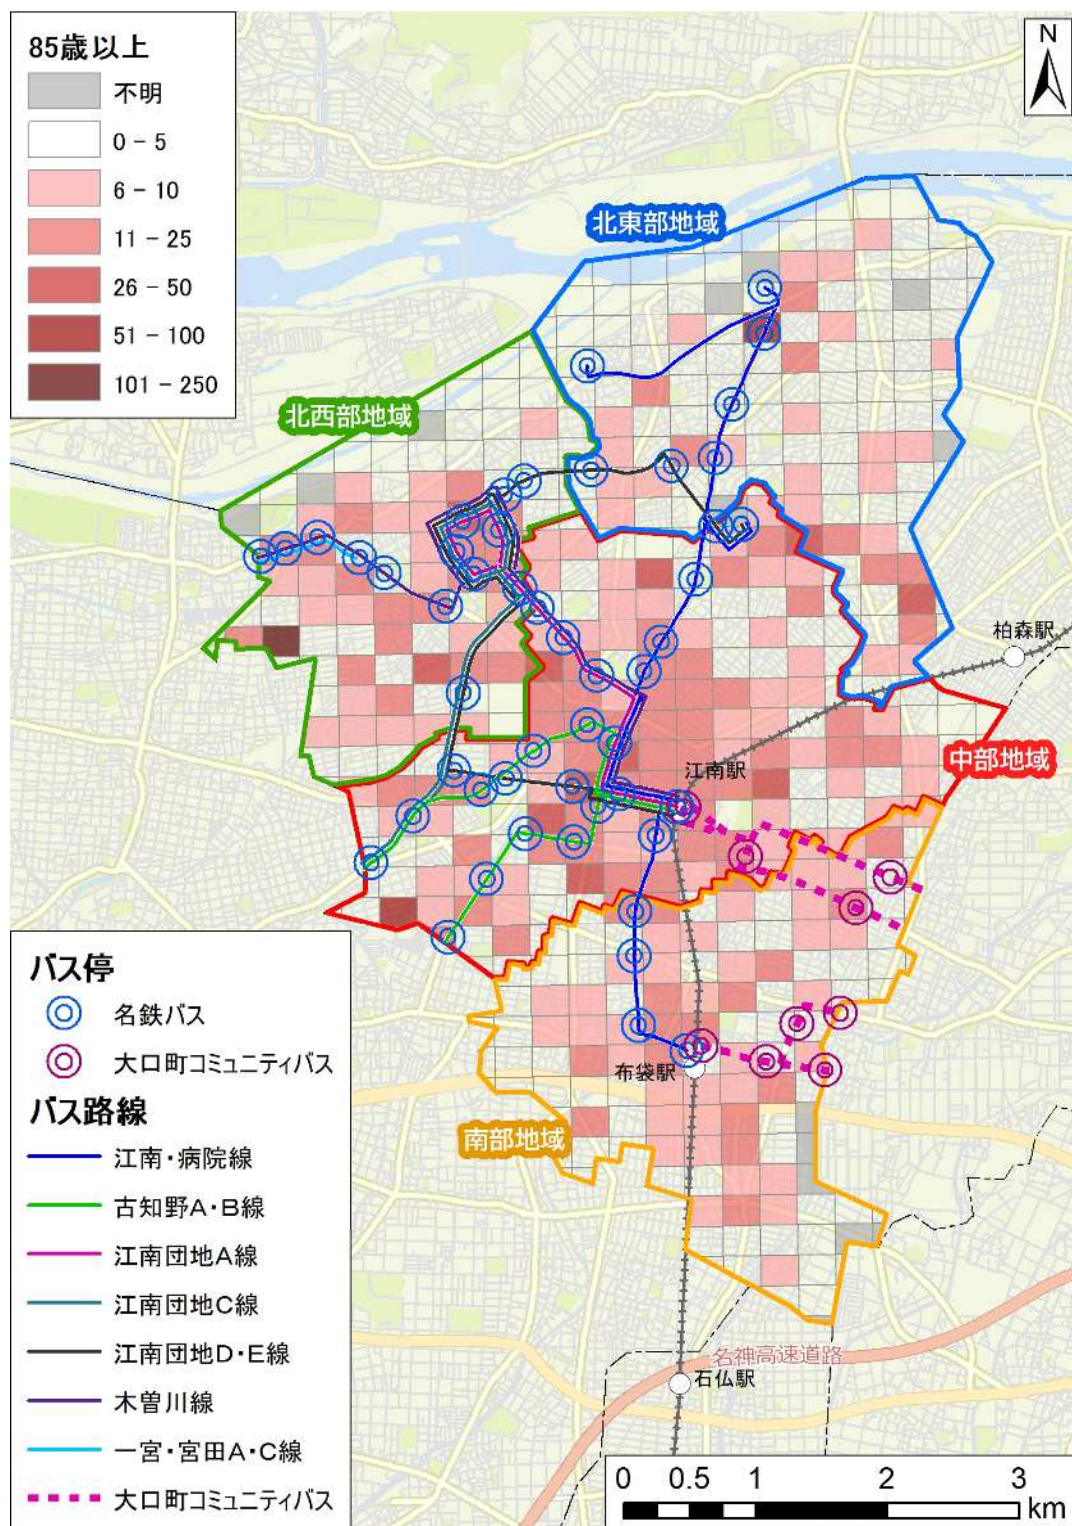 85歳以上
不明
0 - 5
6 - 10
11 - 25
26 - 50
51 - 100
101 - 250
N
北東部地域
北西部地域
柏森駅
中部地域
江南駅
布袋駅
南部地域
名神高速道路
石仏駅
バス停
名鉄バス
大口町コミュニティバス
バス路線
江南・病院線
古知野A・B線
江南団地A線
江南団地C線
江南団地D・E線
木曽川線
一宮・宮田A・C線
大口町コミュニティバス
0 0.5 1 2 3
km